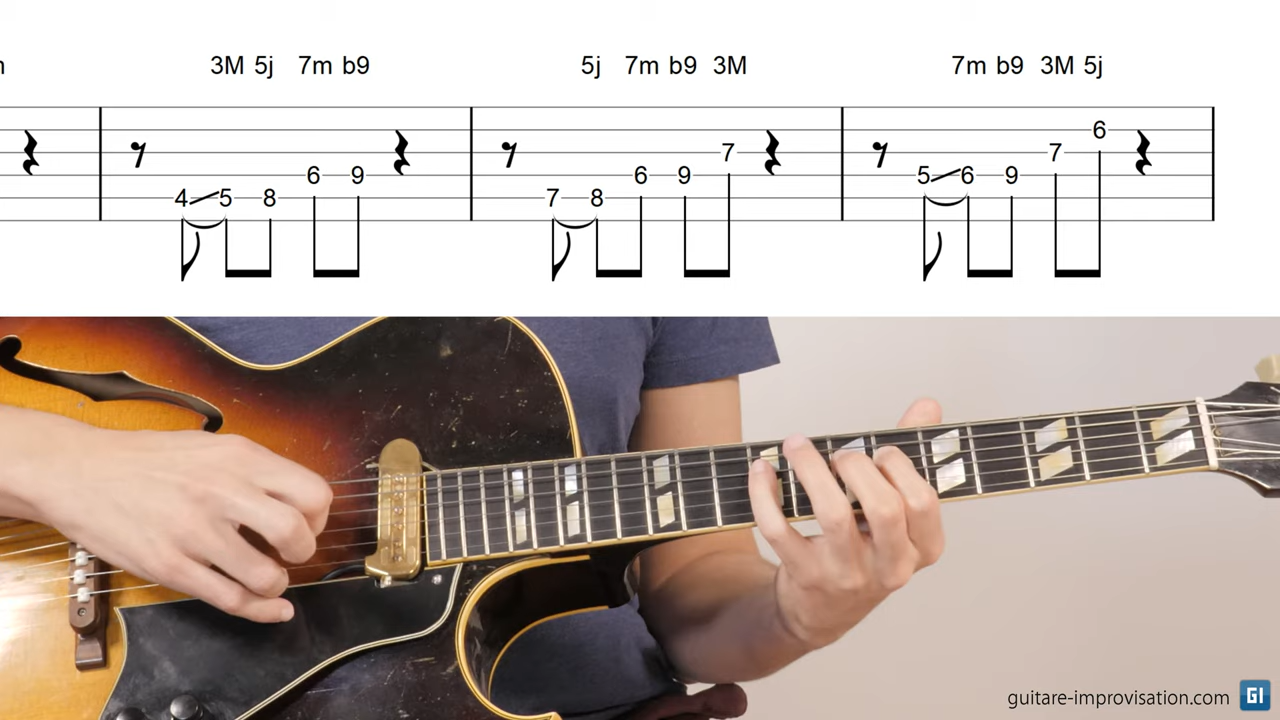 3M 5j 7m b9 5j 7m b9 3M 7m b9 3M 5j
6
6 9 7 7
5 6 9
4 5 8 7 8 6 9
guitare-improvisation.com GI